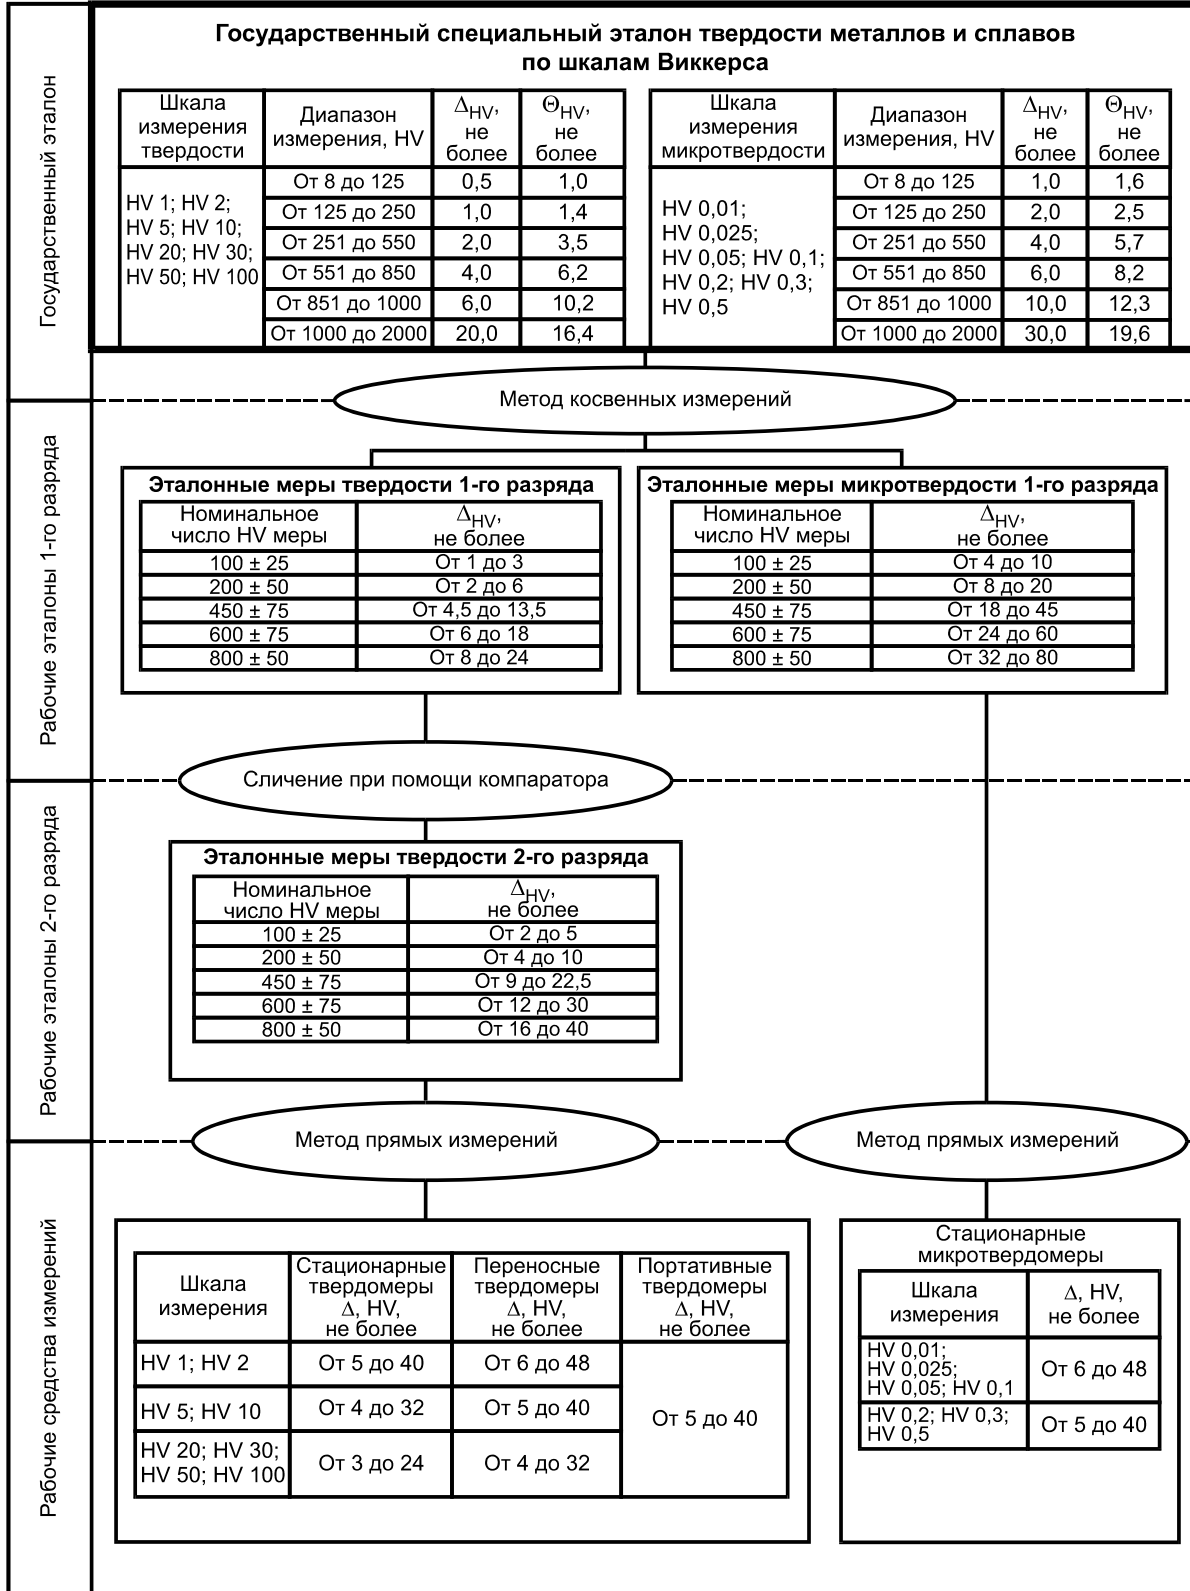 Государственный эталон
Государственный специальный эталон твердости металлов и сплавов
по шкалам Виккерса
Шкала
измерения
твердости
Диапазон
измерения, HV
ΔHV,
не
более
ΘHV,
не
более
HV 1; HV 2;
HV 5; HV 10;
HV 20; HV 30;
HV 50; HV 100
От 8 до 125 0,5 1,0
От 125 до 250 1,0 1,4
От 251 до 550 2,0 3,5
От 551 до 850 4,0 6,2
От 851 до 1000 6,0 10,2
От 1000 до 2000 20,0 16,4
Шкала
измерения
микротвердости
Диапазон
измерения, HV
ΔHV,
не
более
ΘHV,
не
более
HV 0,01;
HV 0,025;
HV 0,05; HV 0,1;
HV 0,2; HV 0,3;
HV 0,5
От 8 до 125 1,0 1,6
От 125 до 250 2,0 2,5
От 251 до 550 4,0 5,7
От 551 до 850 6,0 8,2
От 851 до 1000 10,0 12,3
От 1000 до 2000 30,0 19,6
Метод косвенных измерений
Рабочие эталоны 1-го разряда
Эталонные меры твердости 1-го разряда
Номинальное
число HV меры
ΔHV,
не более
100 ± 25 От 1 до 3
200 ± 50 От 2 до 6
450 ± 75 От 4,5 до 13,5
600 ± 75 От 6 до 18
800 ± 50 От 8 до 24
Эталонные меры микротвердости 1-го разряда
Номинальное
число HV меры
ΔHV,
не более
100 ± 25 От 4 до 10
200 ± 50 От 8 до 20
450 ± 75 От 18 до 45
600 ± 75 От 24 до 60
800 ± 50 От 32 до 80
Сличение при помощи компаратора
Рабочие эталоны 2-го разряда
Эталонные меры твердости 2-го разряда
Номинальное
число HV меры
ΔHV,
не более
100 ± 25 От 2 до 5
200 ± 50 От 4 до 10
450 ± 75 От 9 до 22,5
600 ± 75 От 12 до 30
800 ± 50 От 16 до 40
Метод прямых измерений
Метод прямых измерений
Рабочие средства измерений
Шкала
измерения
Стационарные
твердомеры
Δ, HV,
не более
Переносные
твердомеры
Δ, HV,
не более
Портативные
твердомеры
Δ, HV,
не более
HV 1; HV 2 От 5 до 40 От 6 до 48
HV 5; HV 10 От 4 до 32 От 5 до 40
От 5 до 40
HV 20; HV 30;
HV 50; HV 100
От 3 до 24 От 4 до 32
Стационарные
микротвердомеры
Шкала
измерения
Δ, HV,
не более
HV 0,01;
HV 0,025;
HV 0,05; HV 0,1
От 6 до 48
HV 0,2; HV 0,3;
HV 0,5
От 5 до 40